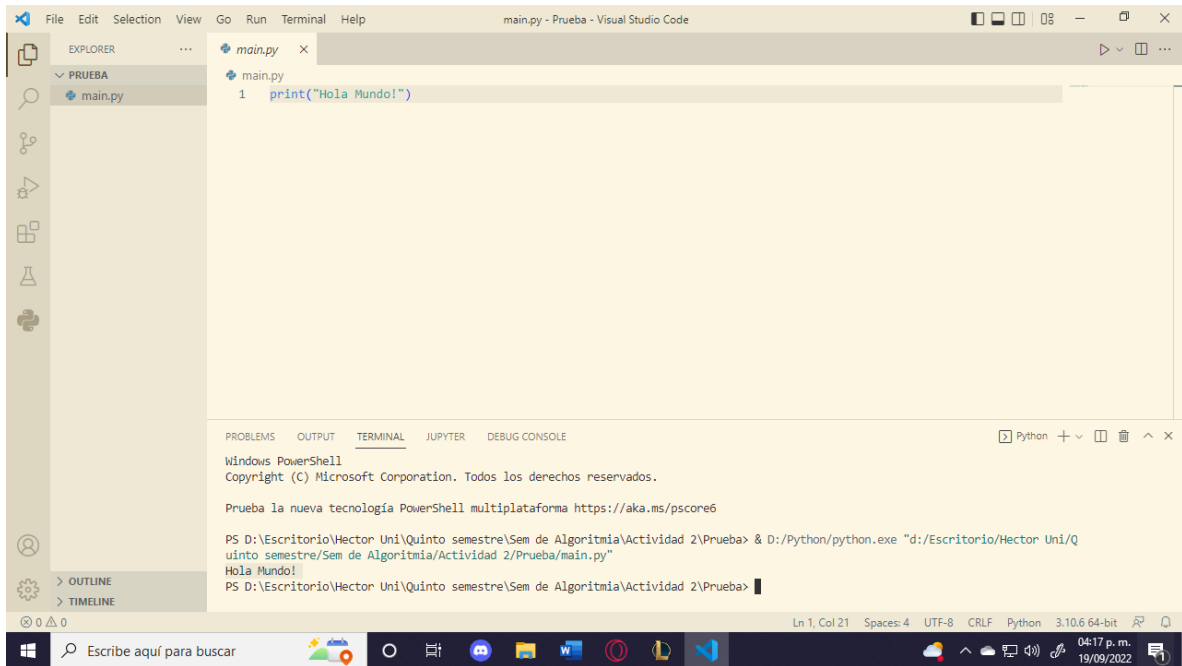 File Edit Selection View Go Run Terminal Help main.py - Prueba - Visual Studio Code
EXPLORER
PRUEBA
main.py
main.py
main.py
1 print("Hola Mundo!")
PROBLEMS OUTPUT TERMINAL JUPYTER DEBUG CONSOLE
Python
Windows PowerShell
Copyright (C) Microsoft Corporation. Todos los derechos reservados.
Prueba la nueva tecnología PowerShell multiplataforma https://aka.ms/pscore6
PS D:\Escritorio\Hector Uni\Quinto semestre\Sem de Algoritmia\Actividad 2\Prueba> & D:/Python/python.exe "d:/Escritorio/Hector Uni/Q
uinto semestre/Sem de Algoritmia/Actividad 2/Prueba/main.py"
Hola Mundo!
PS D:\Escritorio\Hector Uni\Quinto semestre\Sem de Algoritmia\Actividad 2\Prueba>
OUTLINE
TIMELINE
0 0 Ln 1, Col 21 Spaces: 4 UTF-8 CRLF Python 3.10.6 64-bit
Escribe aquí para buscar
04:17 p. m.
19/09/2022
1